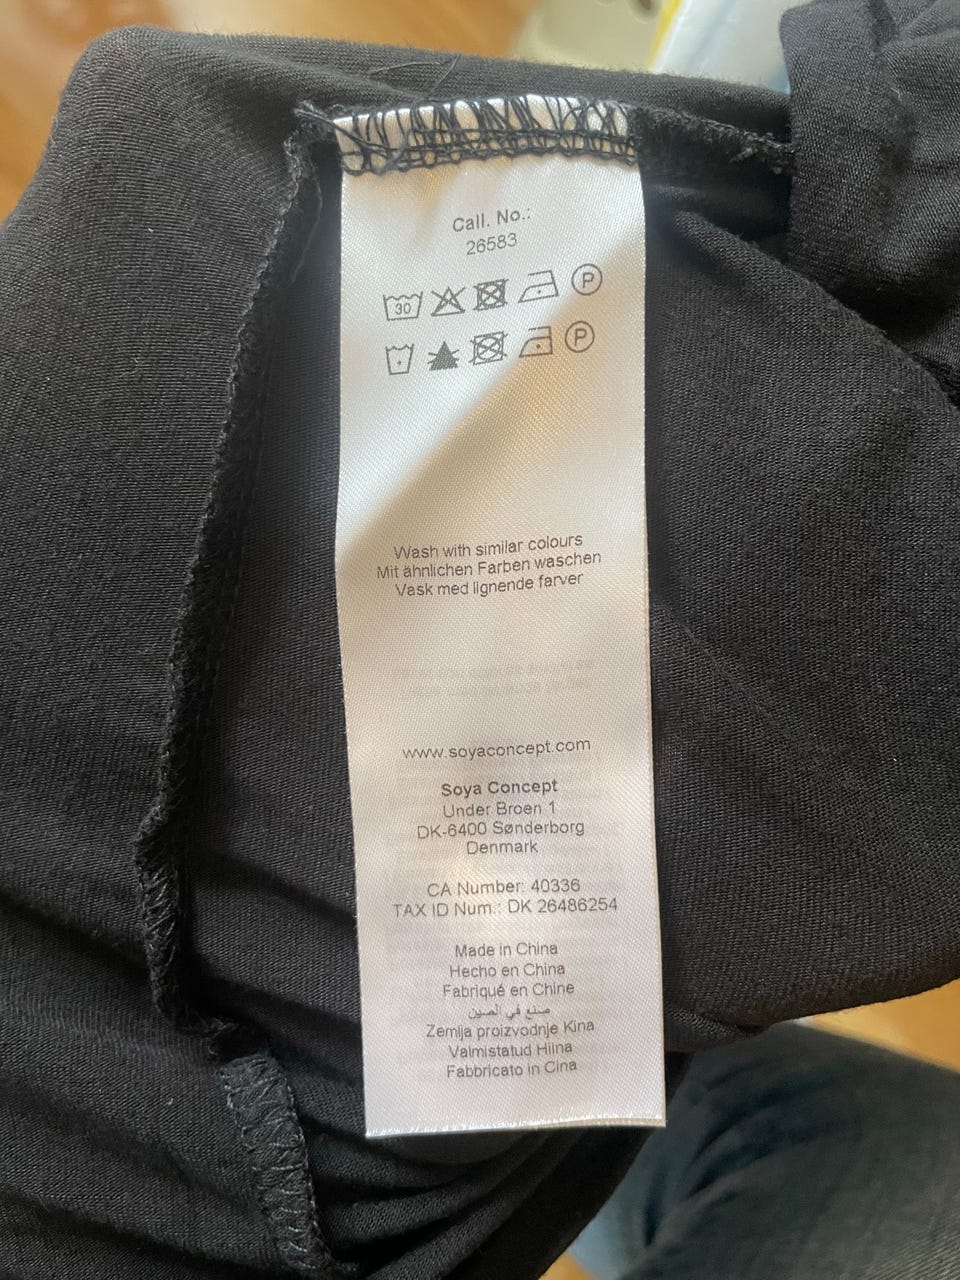 Call. No.:
26583
30 P
P
Wash with similar colours
Mit ähnlichen Farben waschen
Vask med lignende farver
www.soyaconcept.com
Soya Concept
Under Broen 1
DK-6400 Sønderborg
Denmark
CA Number: 40336
TAX ID Num.: DK 26486254
Made in China
Hecho en China
Fabriqué en Chine
صنع في الصين
Zemlja proizvodnje Kina
Valmistatud Hiina
Fabbricato in Cina